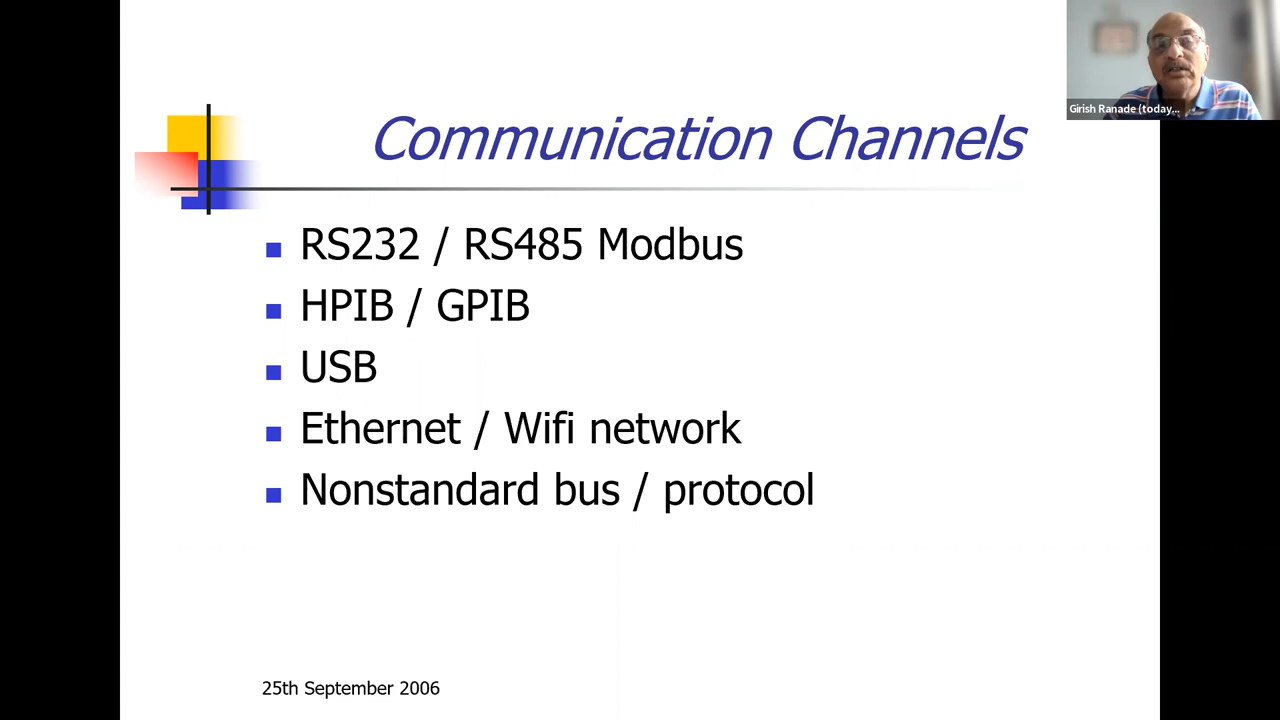 Communication Channels
Girish Ranade (today...
RS232 / RS485 Modbus
HPIB / GPIB
USB
Ethernet / Wifi network
Nonstandard bus / protocol
25th September 2006